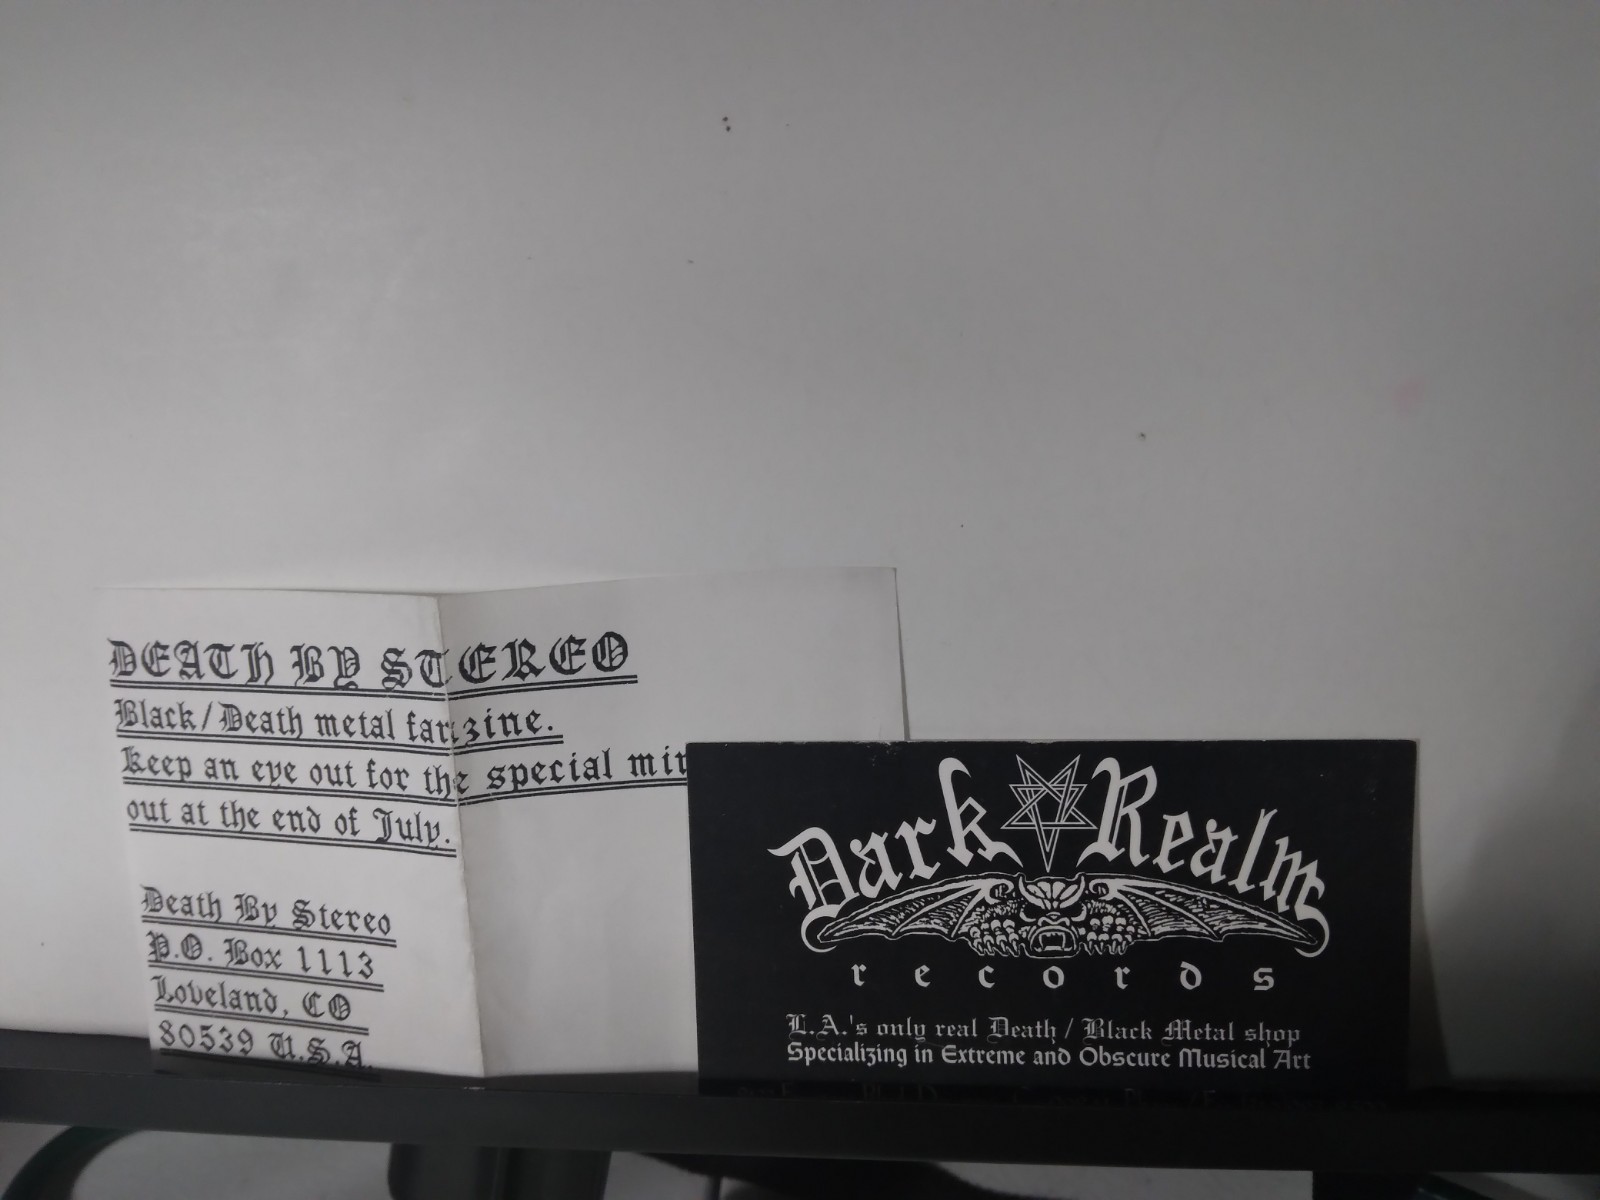 DEATH BY STEREO
Black/Death metal fanzine.
Keep an eye out for the special
out at the end of July.
Death By Stereo
P.O. Box 1113
Loveland, CO
80539 U.S.A.
Dark Realm
records
L.A.'s only real Death / Black Metal shop
Specializing in Extreme and Obscure Musical Art